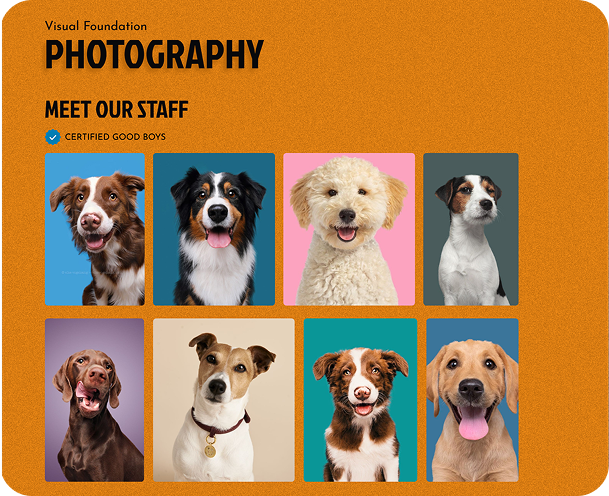 Visual Foundation
PHOTOGRAPHY
MEET OUR STAFF
CERTIFIED GOOD BOYS